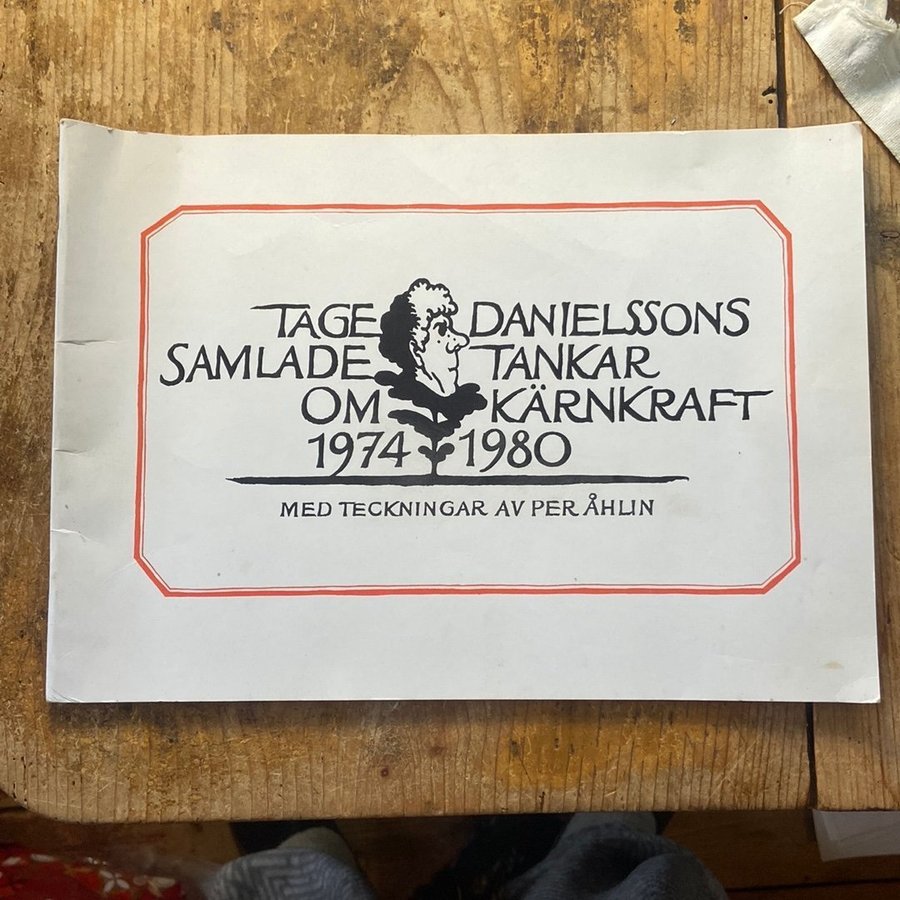 TAGE DANIELSSONS
SAMLADE TANKAR
OM KÄRNKRAFT
1974 1980
MED TECKNINGAR AV PER ÅHLIN